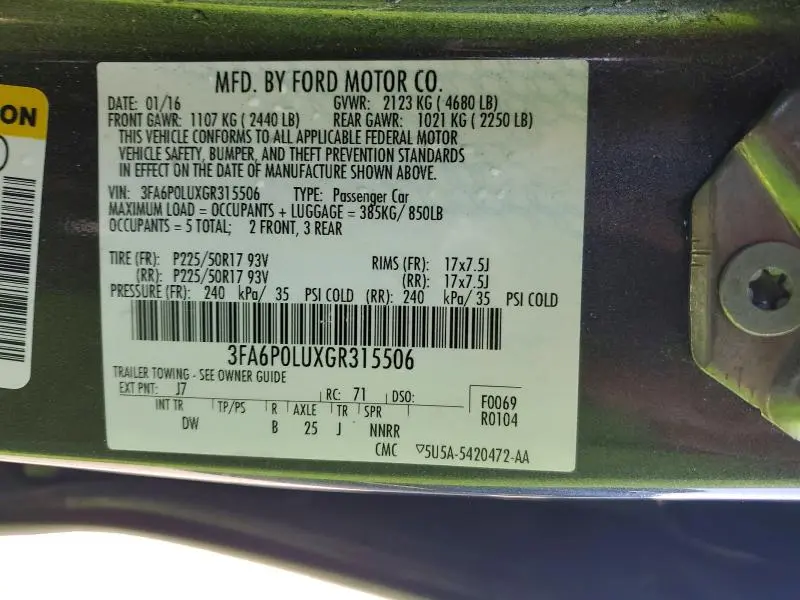 ON
MFD. BY FORD MOTOR CO.
DATE: 01/16 GVWR: 2123 KG ( 4680 LB)
FRONT GAWR: 1107 KG ( 2440 LB) REAR GAWR: 1021 KG ( 2250 LB)
THIS VEHICLE CONFORMS TO ALL APPLICABLE FEDERAL MOTOR
VEHICLE SAFETY, BUMPER, AND THEFT PREVENTION STANDARDS
IN EFFECT ON THE DATE OF MANUFACTURE SHOWN ABOVE.
VIN: 3FA6P0LUXGR315506 TYPE: Passenger Car
MAXIMUM LOAD = OCCUPANTS + LUGGAGE = 385KG/ 850LB
OCCUPANTS = 5 TOTAL; 2 FRONT, 3 REAR
TIRE (FR): P225/50R17 93V RIMS (FR): 17x7.5J
(RR): P225/50R17 93V (RR): 17x7.5J
PRESSURE (FR): 240 kPa/ 35 PSI COLD (RR): 240 kPa/ 35 PSI COLD
3FA6P0LUXGR315506
TRAILER TOWING - SEE OWNER GUIDE
EXT PNT: J7 RC: 71 DSO: F0069
INT TR TP/PS R AXLE TR SPR R0104
DW B 25 J NNRR
CMC ▽5U5A-5420472-AA